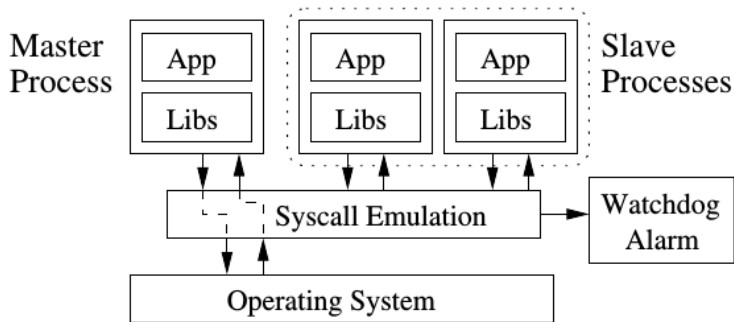 Master
Process
App
Libs
App
Libs
App
Libs
Slave
Processes
Syscall Emulation
Watchdog
Alarm
Operating System